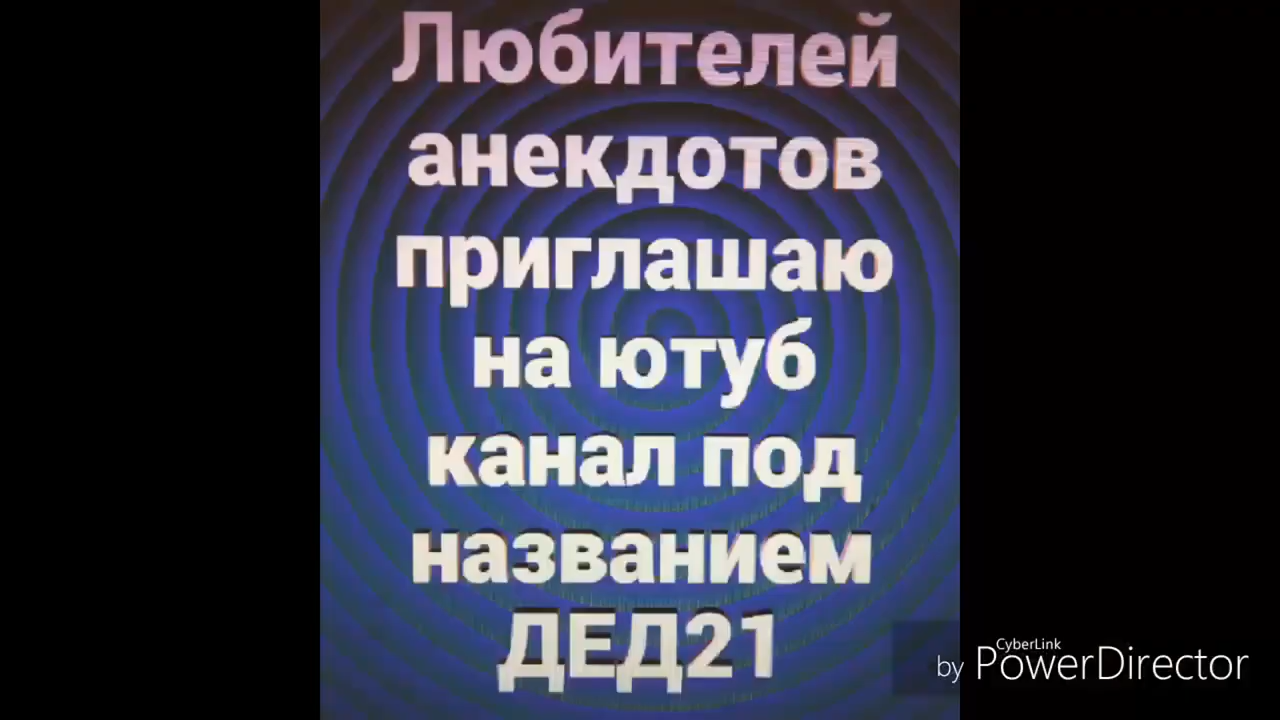 Любителей
анекдотов
приглашаю
на ютуб
канал под
названием
ДЕД21
CyberLink
by PowerDirector